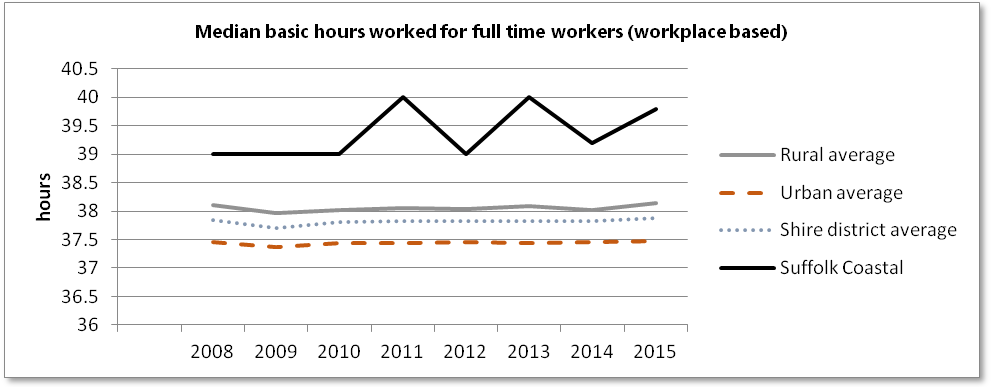 Median basic hours worked for full time workers (workplace based)
40.5
40
39.5
39
38.5
38
37.5
37
36.5
36
hours
2008 2009 2010 2011 2012 2013 2014 2015
Rural average
Urban average
Shire district average
Suffolk Coastal